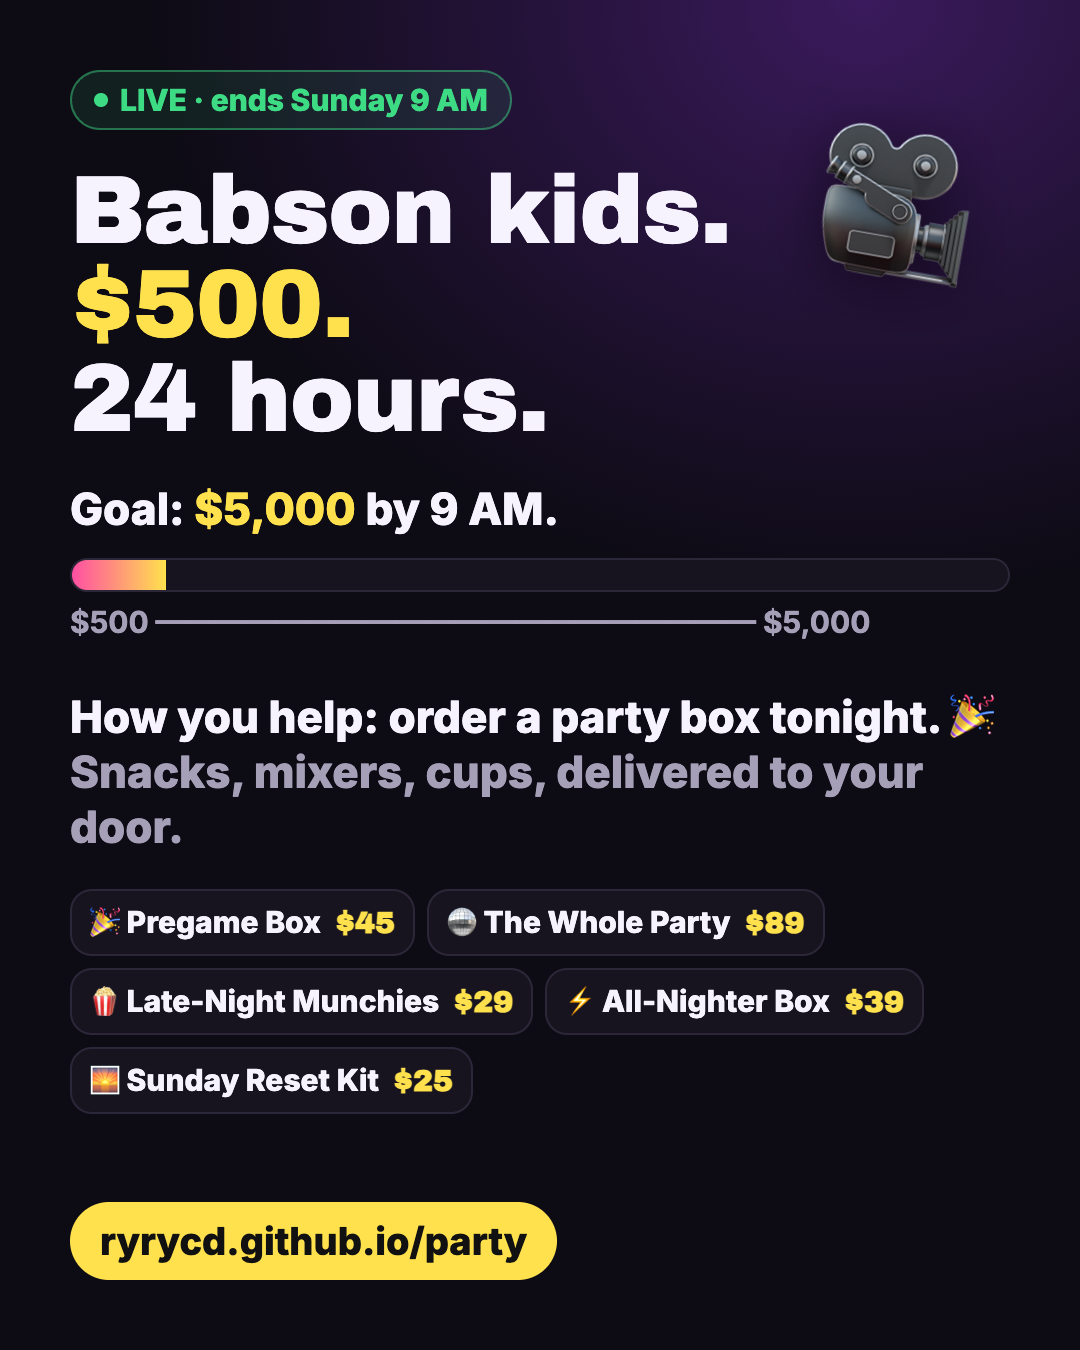 LIVE · ends Sunday 9 AM
Babson kids.
$500.
24 hours.
Goal: $5,000 by 9 AM.
$500 $5,000
How you help: order a party box tonight. 🎉
Snacks, mixers, cups, delivered to your
door.
🎉 Pregame Box $45 🪩 The Whole Party $89
🍿 Late-Night Munchies $29 ⚡ All-Nighter Box $39
🌅 Sunday Reset Kit $25
ryrycd.github.io/party